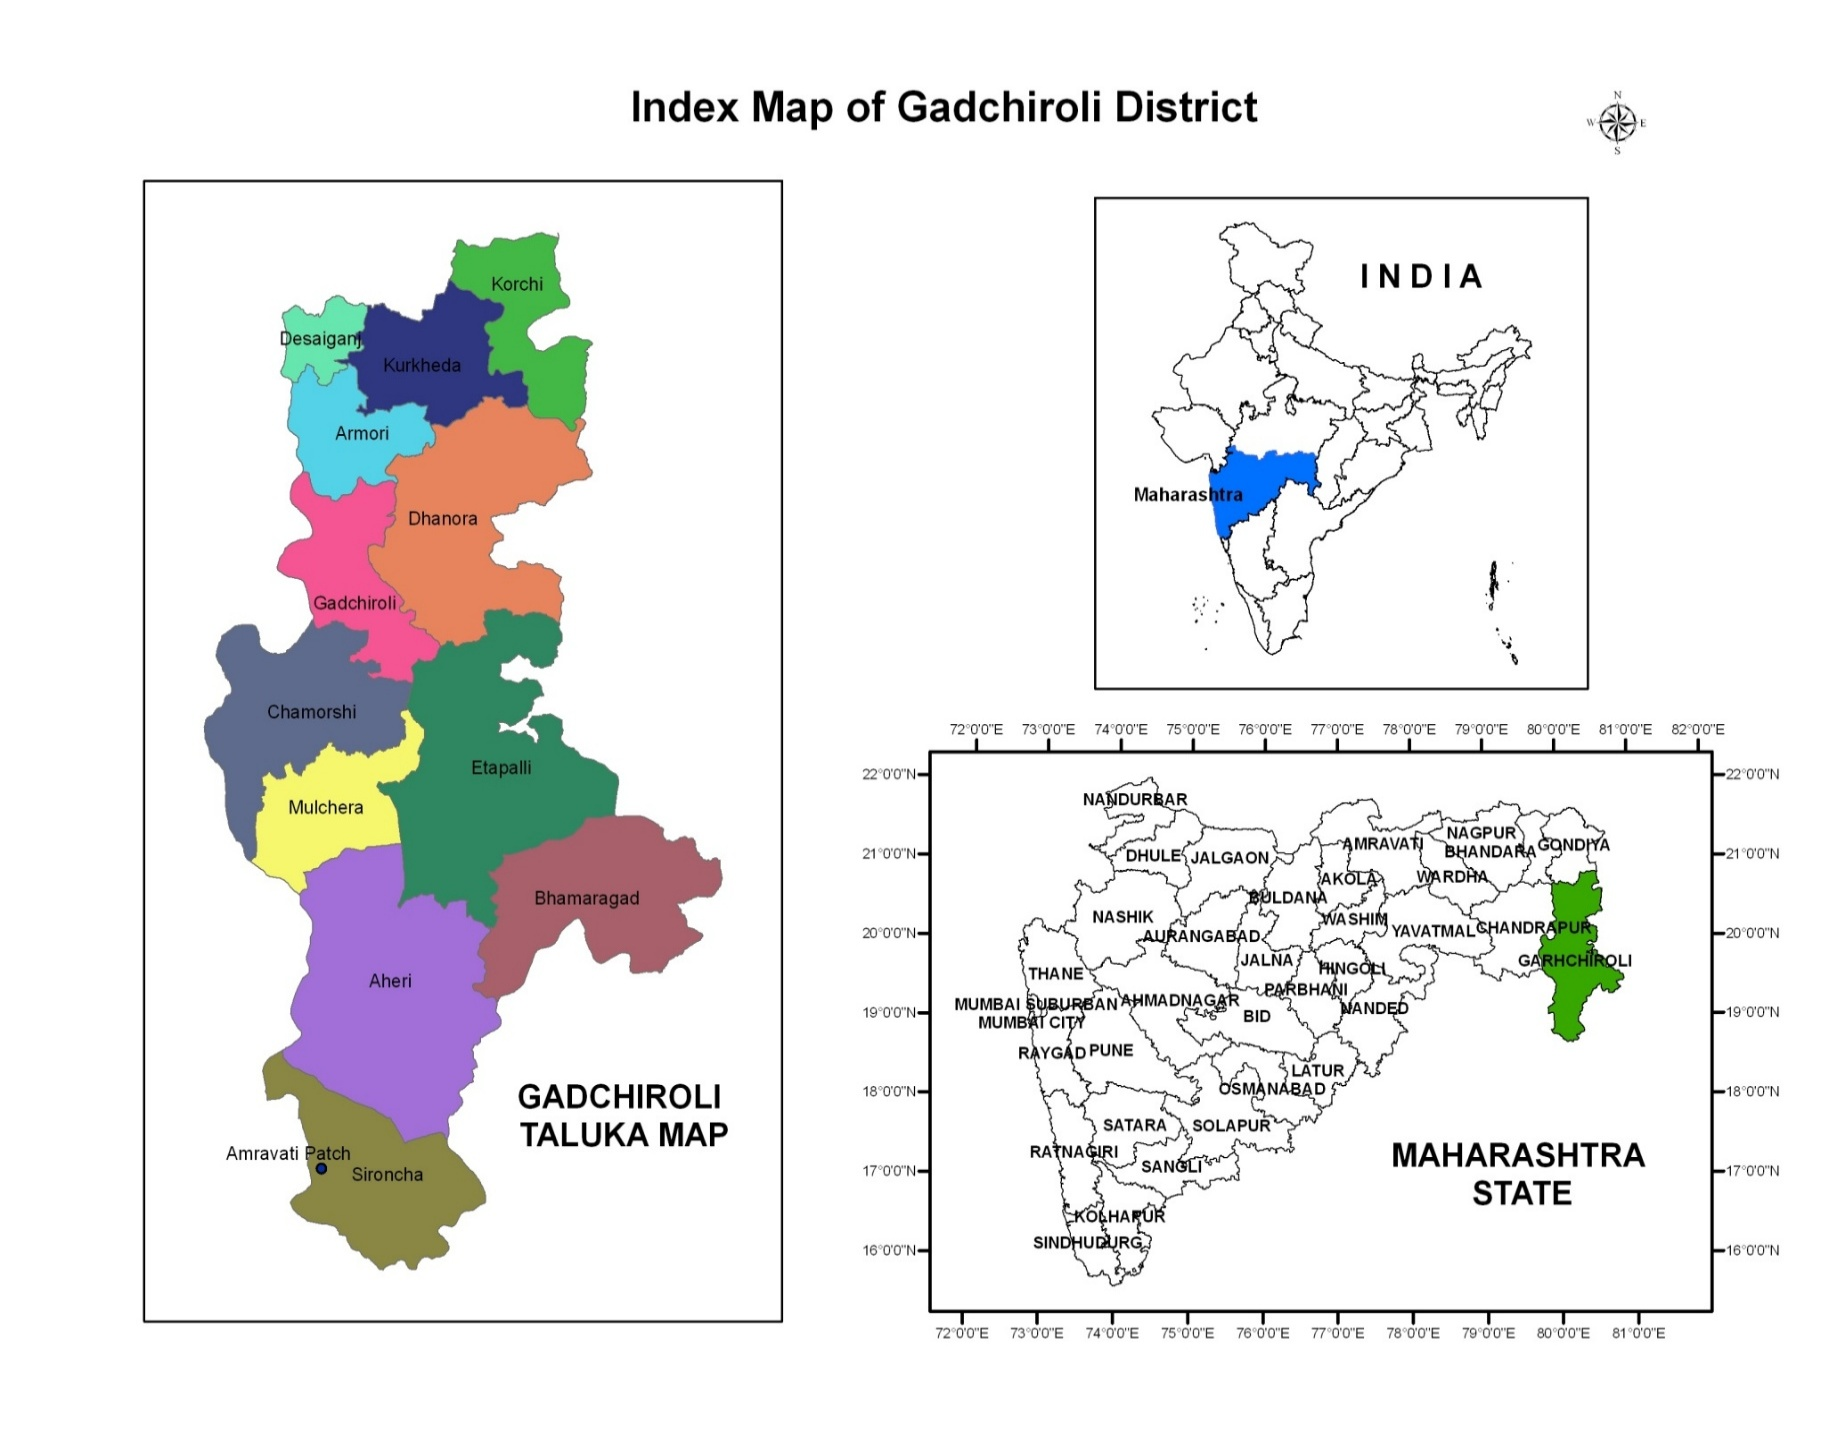 Index Map of Gadchiroli District
N
W E
S
Korchi
Desaiganj
Kurkheda
Armori
Dhanora
Gadchiroli
Chamorshi
Etapalli
Mulchera
Bhamaragad
Aheri
GADCHIROLI
TALUKA MAP
Amravati Patch
Sironcha
INDIA
Maharashtra
72°0'0"E 73°0'0"E 74°0'0"E 75°0'0"E 76°0'0"E 77°0'0"E 78°0'0"E 79°0'0"E 80°0'0"E 81°0'0"E 82°0'0"E
22°0'0"N 22°0'0"N
NANDURBAR
NAGPUR
AMRAVATI GONDIYA
21°0'0"N DHULE JALGAON BHANDARA 21°0'0"N
AKOLA WARDHA
BULDANA
NASHIK WASHIM
20°0'0"N AURANGABAD YAVATMAL CHANDRAPUR 20°0'0"N
JALNA GARHCHIROLI
THANE HINGOLI
PARBHANI
MUMBAI SUBURBAN AHMADNAGAR
19°0'0"N BID NANDED 19°0'0"N
MUMBAI CITY
RAYGAD PUNE
LATUR
18°0'0"N OSMANABAD 18°0'0"N
SATARA SOLAPUR
RATNAGIRI
MAHARASHTRA
17°0'0"N SANGLI 17°0'0"N
STATE
KOLHAPUR
SINDHUDURG
16°0'0"N 16°0'0"N
72°0'0"E 73°0'0"E 74°0'0"E 75°0'0"E 76°0'0"E 77°0'0"E 78°0'0"E 79°0'0"E 80°0'0"E 81°0'0"E